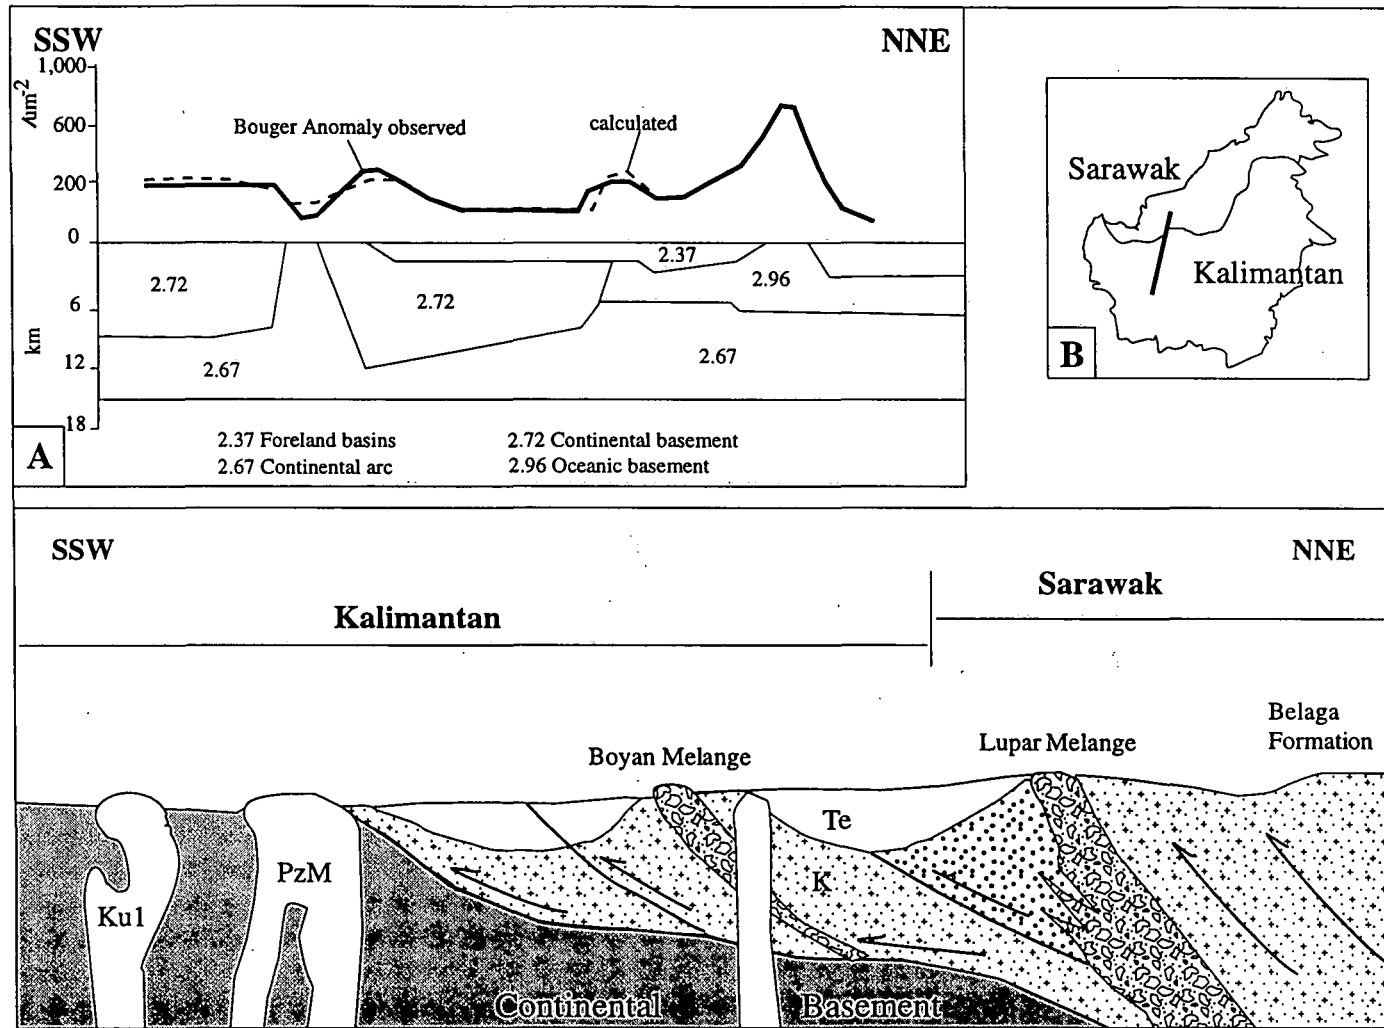 SSW
NNE
1,000
/um-2
600
200
0
Bouger Anomaly observed
calculated
2.72
2.72
2.37
2.96
2.67
2.67
6
km
12
18
A
2.37 Foreland basins
2.72 Continental basement
2.67 Continental arc
2.96 Oceanic basement
Sarawak
Kalimantan
B
SSW
NNE
Kalimantan
Sarawak
Boyan Melange
Lupar Melange
Belaga
Formation
Ku1
PzM
Te
K
Continental
Basement